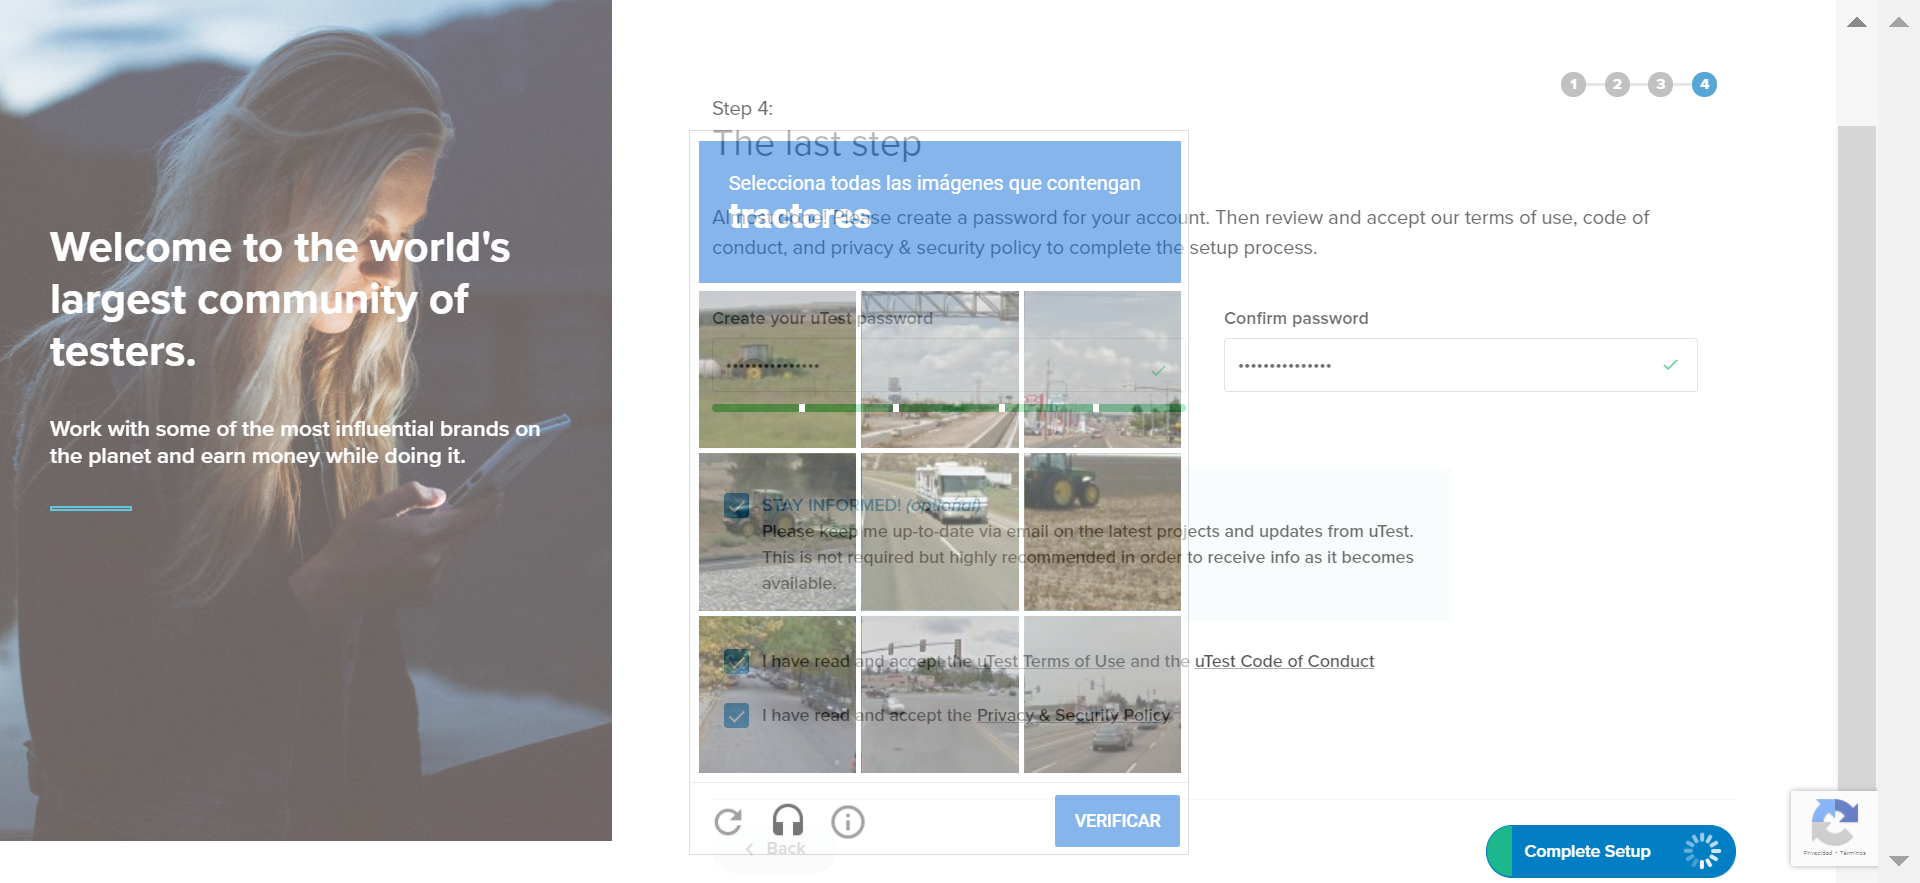 Welcome to the world's
largest community of
testers.
Work with some of the most influential brands on
the planet and earn money while doing it.
1 2 3 4
Step 4:
The last step
Selecciona todas las imágenes que contengan
tractores
Almost done! Please create a password for your account. Then review and accept our terms of use, code of
conduct, and privacy & security policy to complete the setup process.
Create your uTest password
Confirm password
STAY INFORMED! (optional)
Please keep me up-to-date via email on the latest projects and updates from uTest.
This is not required but highly recommended in order to receive info as it becomes
available.
I have read and accept the uTest Terms of Use and the uTest Code of Conduct
I have read and accept the Privacy & Security Policy
VERIFICAR
Back
Complete Setup
Privacidad - Términos